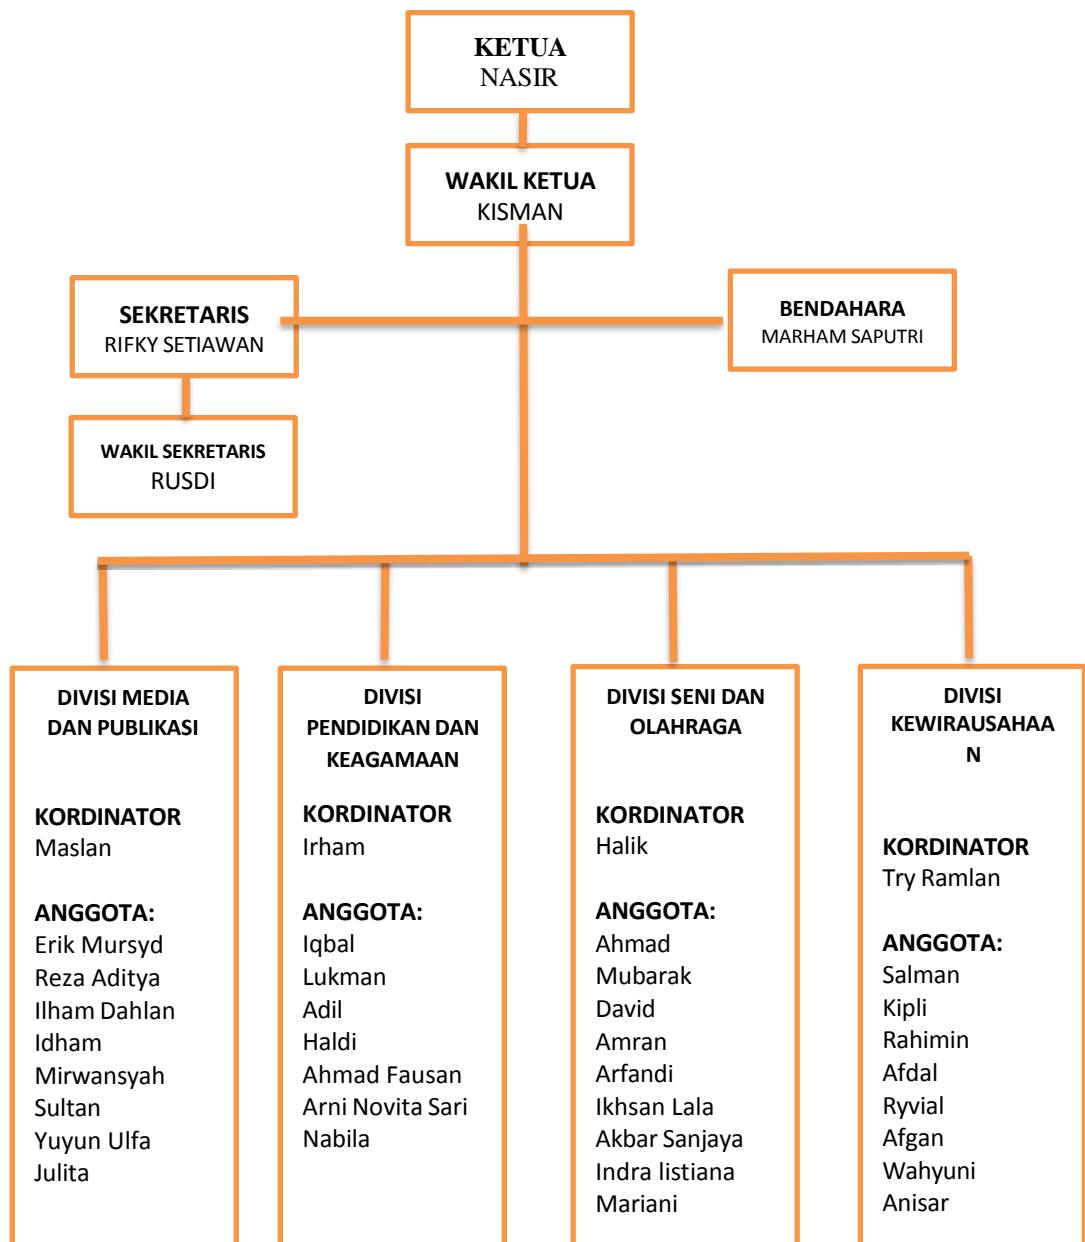 KETUA
NASIR
WAKIL KETUA
KISMAN
SEKRETARIS
RIFKY SETIAWAN
BENDAHARA
MARHAM SAPUTRI
WAKIL SEKRETARIS
RUSDI
DIVISI MEDIA
DAN PUBLIKASI
KORDINATOR
Maslan
ANGGOTA:
Erik Mursyd
Reza Aditya
Ilham Dahlan
Idham
Mirwansyah
Sultan
Yuyun Ulfa
Julita
DIVISI
PENDIDIKAN DAN
KEAGAMAAN
KORDINATOR
Irham
ANGGOTA:
Iqbal
Lukman
Adil
Haldi
Ahmad Fausan
Arni Novita Sari
Nabila
DIVISI SENI DAN
OLAHRAGA
KORDINATOR
Halik
ANGGOTA:
Ahmad
Mubarak
David
Amran
Arfandi
Ikhsan Lala
Akbar Sanjaya
Indra listiana
Mariani
DIVISI
KEWIRAUSAHAA
N
KORDINATOR
Try Ramlan
ANGGOTA:
Salman
Kipli
Rahimin
Afdal
Ryvial
Afgan
Wahyuni
Anisar